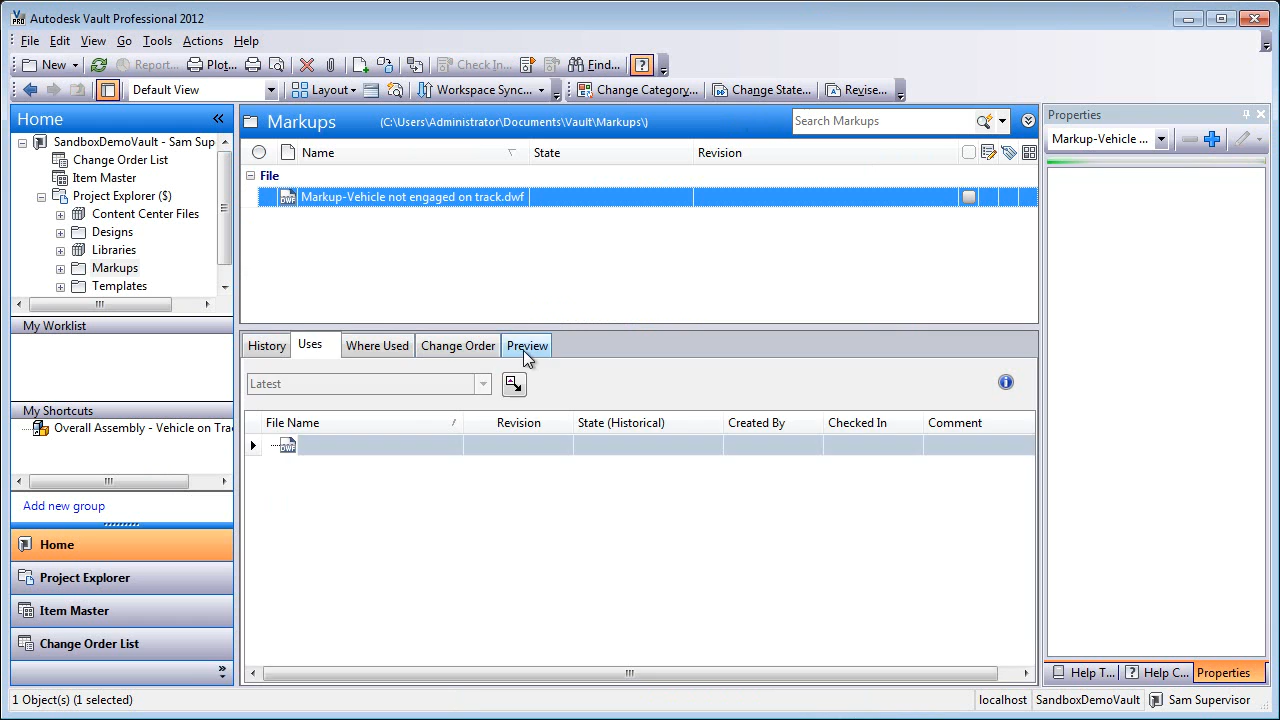 Autodesk Vault Professional 2012
File Edit View Go Tools Actions Help
New Report... Plot... Check In... Find...
Default View Layout Workspace Sync... Change Category... Change State... Revise...
Home
SandboxDemoVault - Sam Sup
Change Order List
Item Master
Project Explorer ($)
Content Center Files
Designs
Libraries
Markups
Templates
My Worklist
My Shortcuts
Overall Assembly - Vehicle on Tra
Add new group
Home
Project Explorer
Item Master
Change Order List
Markups (C:\Users\Administrator\Documents\Vault\Markups\) Search Markups
Name State Revision
File
Markup-Vehicle not engaged on track.dwf
History Uses Where Used Change Order Preview
Latest
File Name Revision State (Historical) Created By Checked In Comment
Properties
Markup-Vehicle ...
Help T... Help C... Properties
1 Object(s) (1 selected) localhost SandboxDemoVault Sam Supervisor